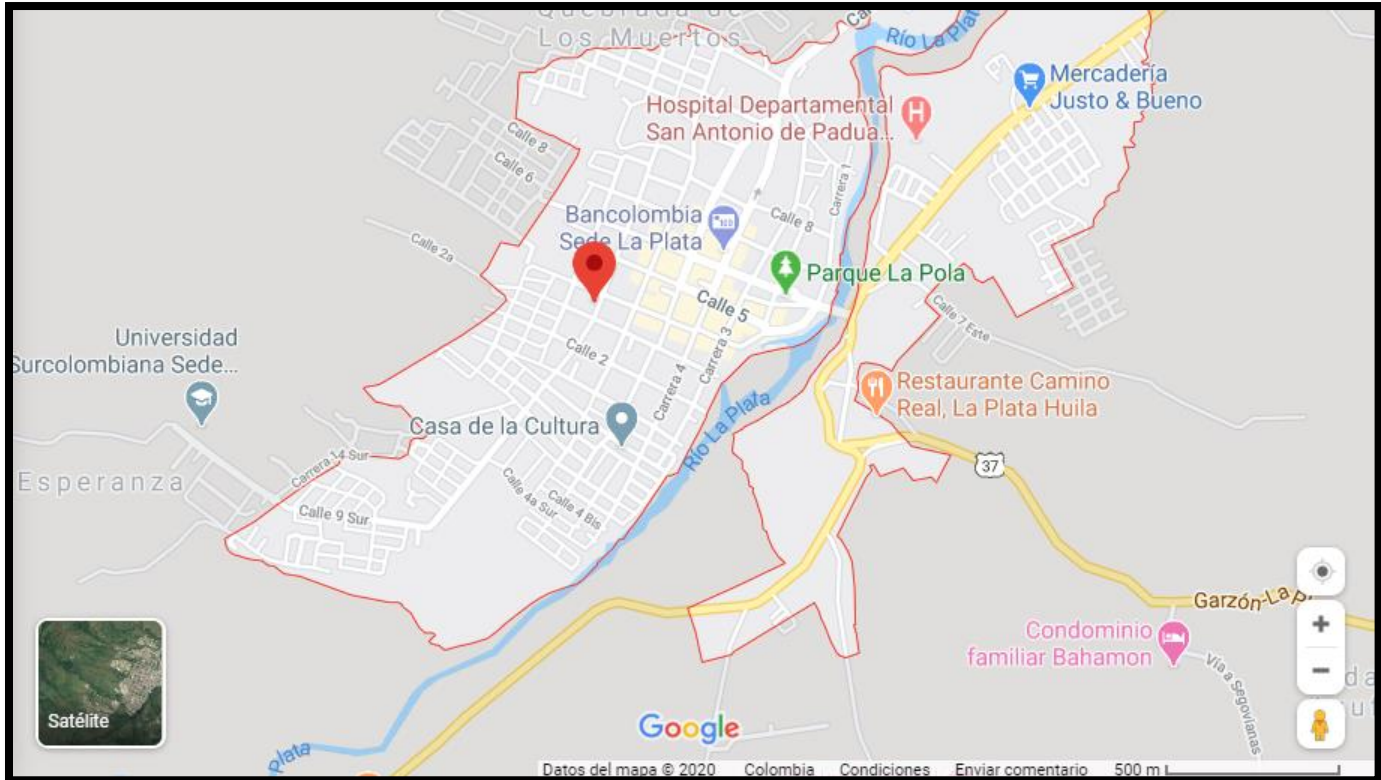 Quebrada de
Los Muertos
Río La Plata
Mercadería
Justo & Bueno
Hospital Departamental
San Antonio de Padua...
Calle 8
Calle 6
Carrera 1
Bancolombia
Sede La Plata
Calle 8
Calle 2a
Parque La Pola
Calle 5
Calle 7 Este
Universidad
Surcolombiana Sede...
Calle 2
Carrera 3
Carrera 4
Restaurante Camino
Real, La Plata Huila
Casa de la Cultura
Río La Plata
37
Esperanza
Carrera 14 Sur
Calle 9 Sur
Calle 4a Sur
Calle 4 Bis
Garzón-La
Condominio
familiar Bahamon
Vía a Segovianas
Satélite
Google
Plata
Datos del mapa © 2020 Colombia Condiciones Enviar comentario 500 m